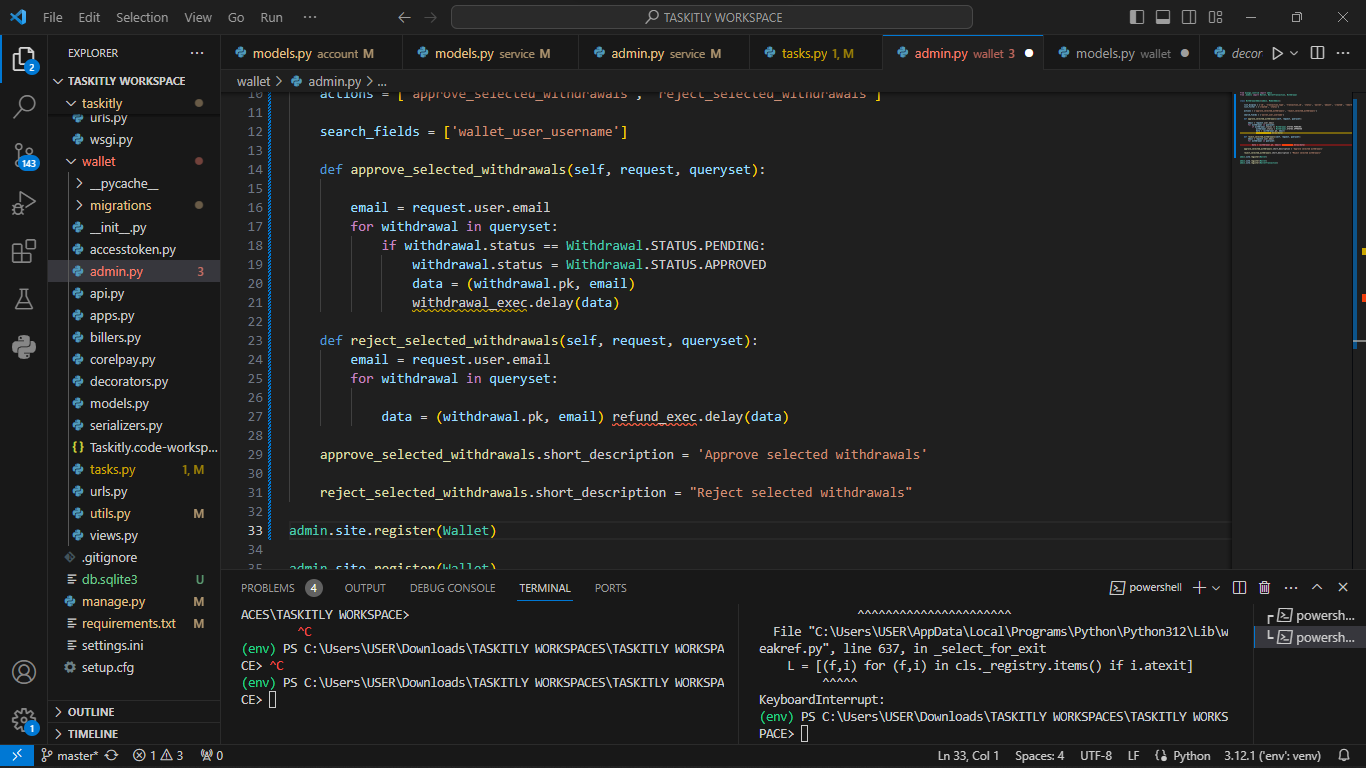 File Edit Selection View Go Run ··· TASKITLY WORKSPACE
EXPLORER ···
models.py account M models.py service M admin.py service M tasks.py 1, M admin.py wallet 3 models.py wallet decor
TASKITLY WORKSPACE
wallet > admin.py > ...
taskitly
urls.py
wsgi.py
wallet
__pycache__
migrations
__init__.py
accesstoken.py
admin.py 3
api.py
apps.py
billers.py
corelpay.py
decorators.py
models.py
serializers.py
Taskitly.code-worksp...
tasks.py 1, M
urls.py
utils.py M
views.py
.gitignore
db.sqlite3 U
manage.py M
requirements.txt M
settings.ini
setup.cfg
OUTLINE
TIMELINE
2
143
1
10 actions = ['approve_selected_withdrawals', 'reject_selected_withdrawals']
11
12 search_fields = ['wallet_user_username']
13
14 def approve_selected_withdrawals(self, request, queryset):
15
16 email = request.user.email
17 for withdrawal in queryset:
18 if withdrawal.status == Withdrawal.STATUS.PENDING:
19 withdrawal.status = Withdrawal.STATUS.APPROVED
20 data = (withdrawal.pk, email)
21 withdrawal_exec.delay(data)
22
23 def reject_selected_withdrawals(self, request, queryset):
24 email = request.user.email
25 for withdrawal in queryset:
26
27 data = (withdrawal.pk, email) refund_exec.delay(data)
28
29 approve_selected_withdrawals.short_description = 'Approve selected withdrawals'
30
31 reject_selected_withdrawals.short_description = "Reject selected withdrawals"
32
33 admin.site.register(Wallet)
34
35 admin.site.register(Wallet)
PROBLEMS 4 OUTPUT DEBUG CONSOLE TERMINAL PORTS powershell
ACES\TASKITLY WORKSPACE>
^C
(env) PS C:\Users\USER\Downloads\TASKITLY WORKSPACES\TASKITLY WORKSPA
CE> ^C
(env) PS C:\Users\USER\Downloads\TASKITLY WORKSPACES\TASKITLY WORKSPA
CE>
^^^^^^^^^^^^^^^^^^^^^^
File "C:\Users\USER\AppData\Local\Programs\Python\Python312\Lib\w
eakref.py", line 637, in _select_for_exit
L = [(f,i) for (f,i) in cls._registry.items() if i.atexit]
^^^^^
KeyboardInterrupt:
(env) PS C:\Users\USER\Downloads\TASKITLY WORKSPACES\TASKITLY WORKS
PACE>
powersh...
powersh...
master* 1 3 0 Ln 33, Col 1 Spaces: 4 UTF-8 LF Python 3.12.1 ('env': venv)